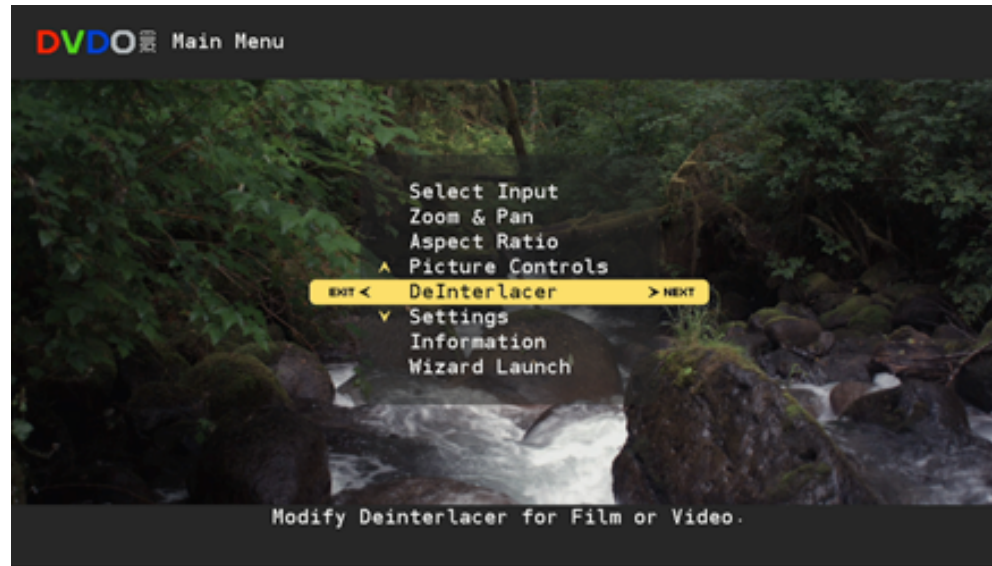 DVDO Main Menu
Select Input
Zoom & Pan
Aspect Ratio
Picture Controls
EXIT < DeInterlacer > NEXT
Settings
Information
Wizard Launch
Modify Deinterlacer for Film or Video.